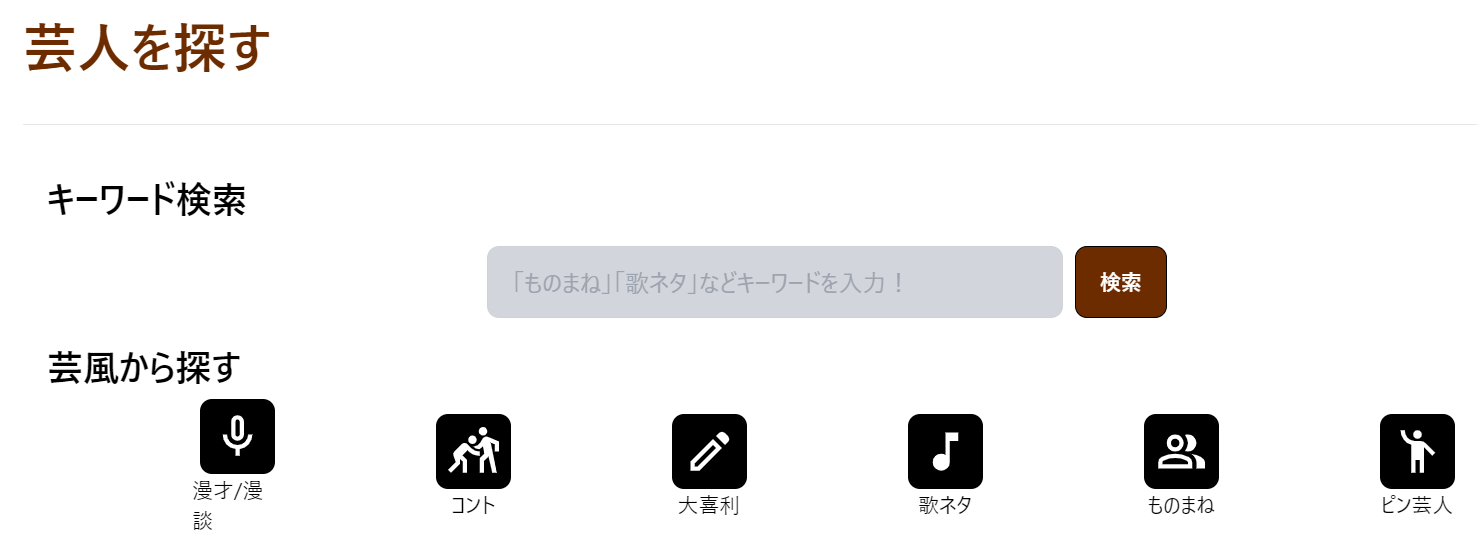 芸人を探す
キーワード検索
「ものまね」「歌ネタ」などキーワードを入力！
検索
芸風から探す
漫才/漫
談
コント
大喜利
歌ネタ
ものまね
ピン芸人